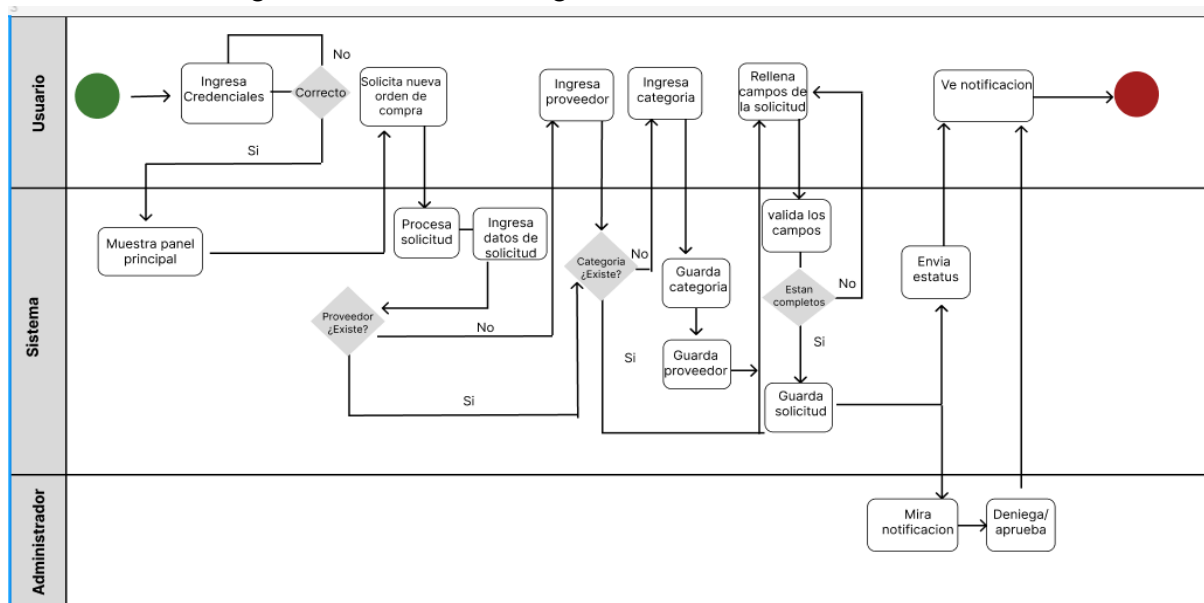 Usuario
Ingresa
Credenciales
No
Correcto
Si
Solicita nueva
orden de
compra
Ingresa
proveedor
Ingresa
categoria
Rellena
campos de
la solicitud
Ve notificacion
Sistema
Muestra panel
principal
Procesa
solicitud
Ingresa
datos de
solicitud
Proveedor
¿Existe?
No
Si
Categoria
¿Existe?
No
Si
Guarda
categoria
Guarda
proveedor
valida los
campos
Estan
completos
No
Si
Guarda
solicitud
Envia
estatus
Administrador
Mira
notificacion
Deniega/
aprueba